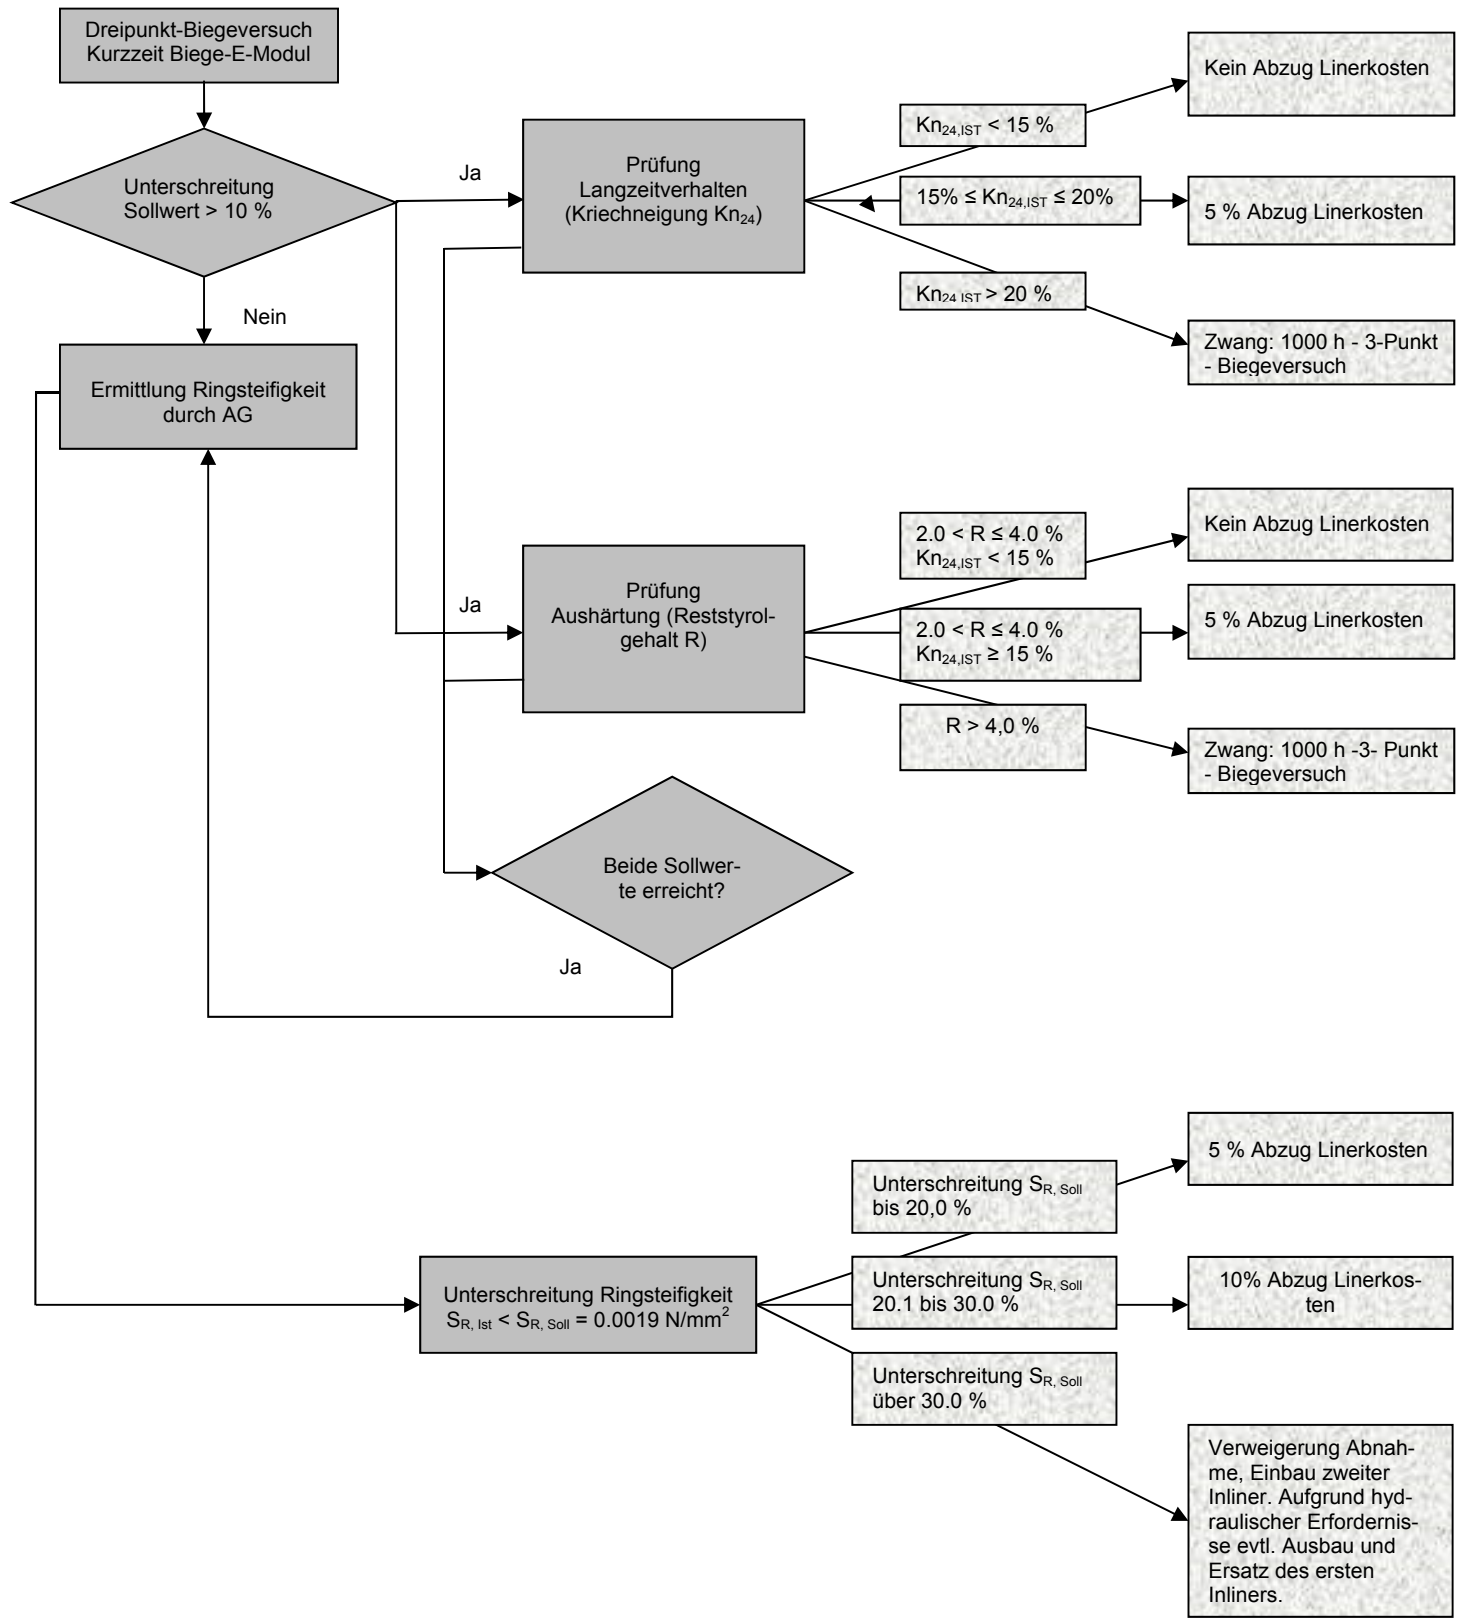 Dreipunkt-Biegeversuch
Kurzzeit Biege-E-Modul
Unterschreitung
Sollwert > 10 %
Ja
Nein
Ermittlung Ringsteifigkeit
durch AG
Prüfung
Langzeitverhalten
(Kriechneigung Kn24)
Kn24,IST < 15 %
15% ≤ Kn24,IST ≤ 20%
Kn24 IST > 20 %
Kein Abzug Linerkosten
5 % Abzug Linerkosten
Zwang: 1000 h - 3-Punkt
- Biegeversuch
Ja
Prüfung
Aushärtung (Reststyrol-
gehalt R)
2.0 < R ≤ 4.0 %
Kn24,IST < 15 %
2.0 < R ≤ 4.0 %
Kn24,IST ≥ 15 %
R > 4,0 %
Kein Abzug Linerkosten
5 % Abzug Linerkosten
Zwang: 1000 h -3- Punkt
- Biegeversuch
Beide Sollwer-
te erreicht?
Ja
Unterschreitung Ringsteifigkeit
SR, Ist < SR, Soll = 0.0019 N/mm2
Unterschreitung SR, Soll
bis 20,0 %
Unterschreitung SR, Soll
20.1 bis 30.0 %
Unterschreitung SR, Soll
über 30.0 %
5 % Abzug Linerkosten
10% Abzug Linerkos-
ten
Verweigerung Abnah-
me, Einbau zweiter
Inliner. Aufgrund hyd-
raulischer Erfordernis-
se evtl. Ausbau und
Ersatz des ersten
Inliners.